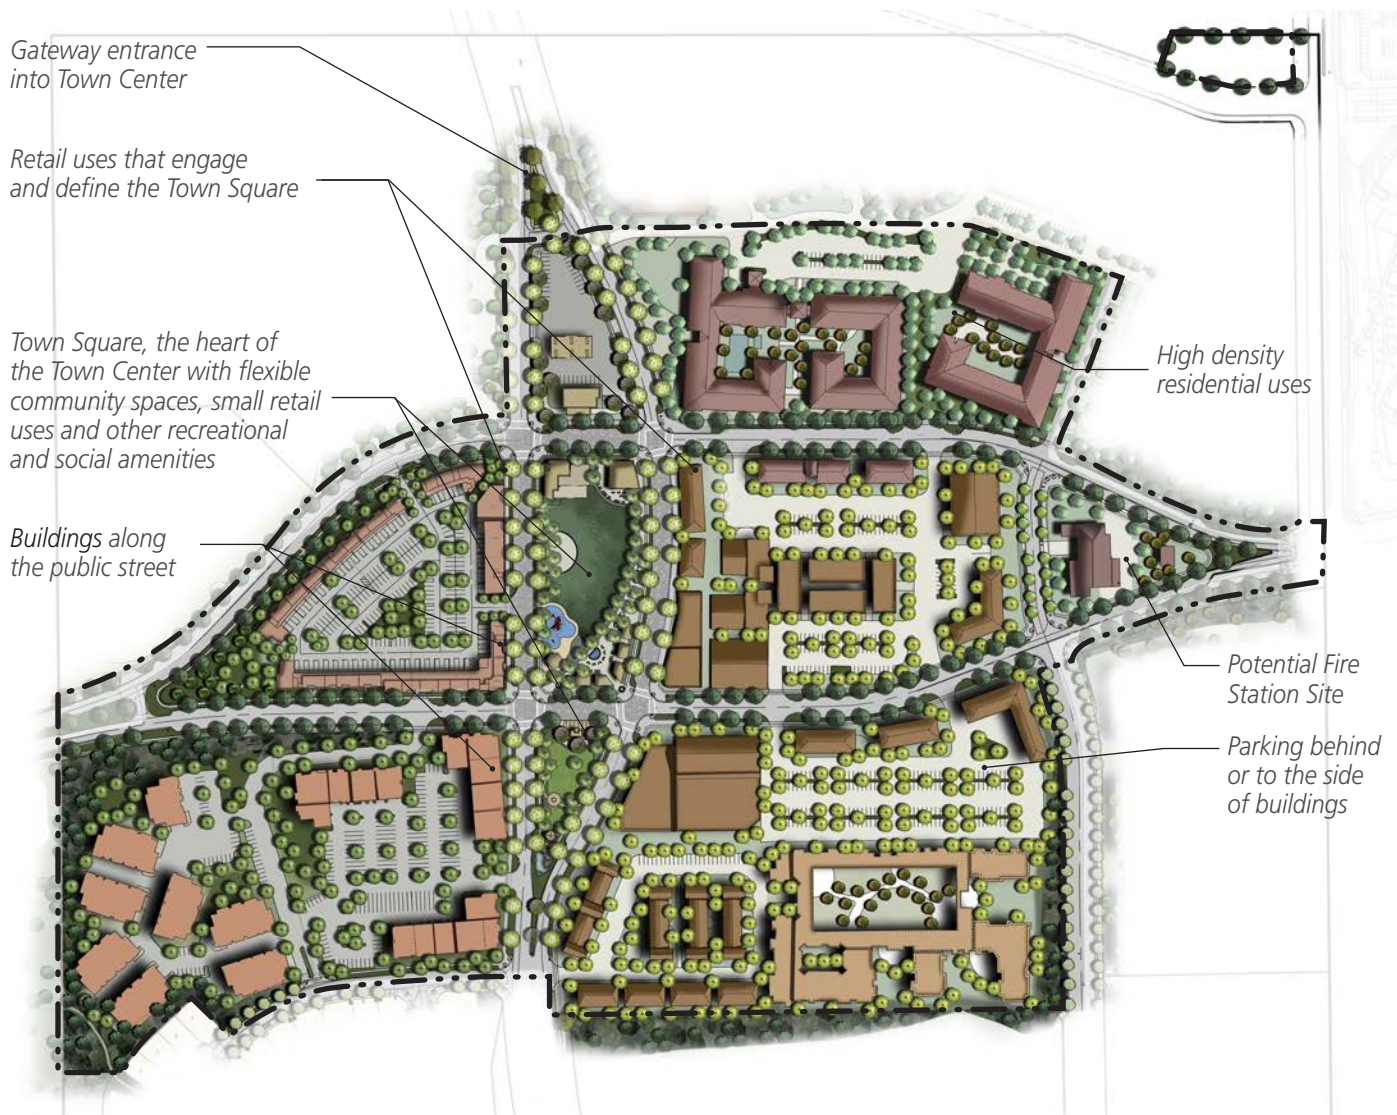 Gateway entrance
into Town Center
Retail uses that engage
and define the Town Square
Town Square, the heart of
the Town Center with flexible
community spaces, small retail
uses and other recreational
and social amenities
Buildings along
the public street
High density
residential uses
Potential Fire
Station Site
Parking behind
or to the side
of buildings